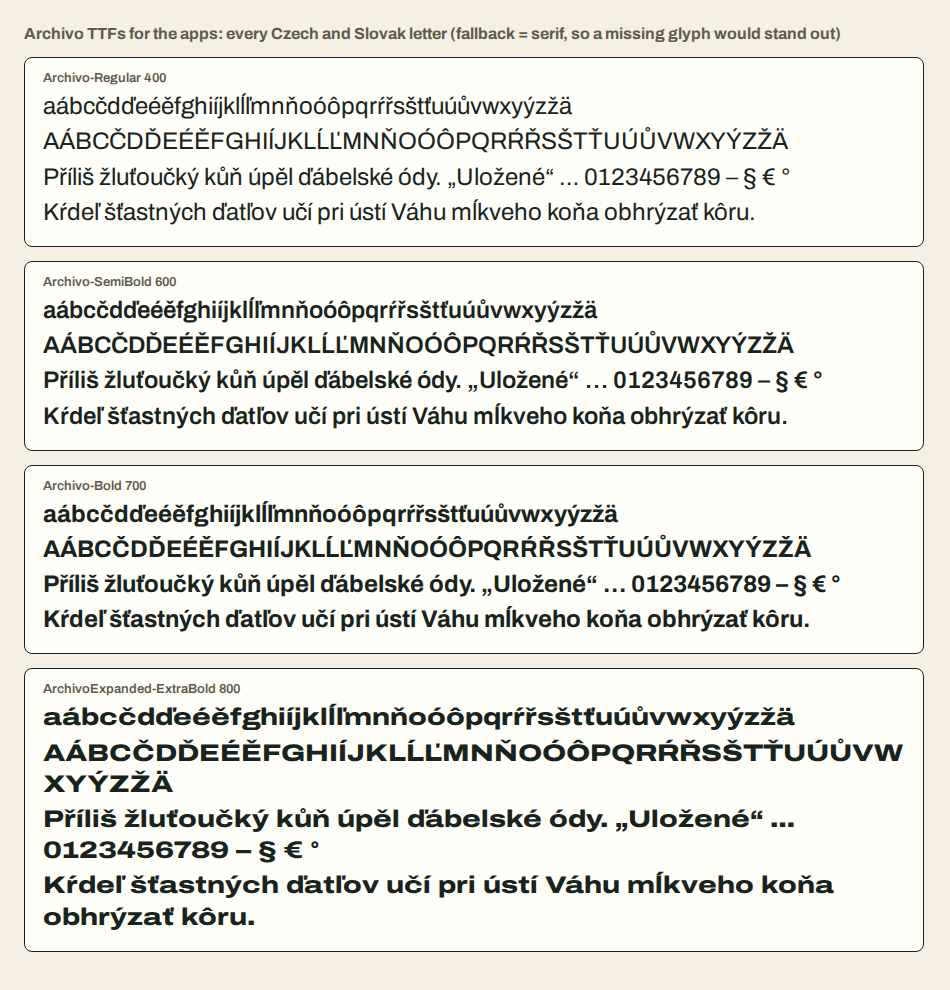 Archivo TTFs for the apps: every Czech and Slovak letter (fallback = serif, so a missing glyph would stand out)
Archivo-Regular 400
aábcčdďeéěfghiíjklĺľmnňoóôpqrŕřsštťuúůvwxyýzžä
AÁBCČDĎEÉĚFGHIÍJKLĹĽMNŇOÓÔPQRŔŘSŠTŤUÚŮVWXYÝZŽÄ
Příliš žluťoučký kůň úpěl ďábelské ódy. „Uložené“ … 0123456789 – § € °
Kŕdeľ šťastných ďatľov učí pri ústí Váhu mĺkveho koňa obhrýzať kôru.
Archivo-SemiBold 600
aábcčdďeéěfghiíjklĺľmnňoóôpqrŕřsštťuúůvwxyýzžä
AÁBCČDĎEÉĚFGHIÍJKLĹĽMNŇOÓÔPQRŔŘSŠTŤUÚŮVWXYÝZŽÄ
Příliš žluťoučký kůň úpěl ďábelské ódy. „Uložené“ … 0123456789 – § € °
Kŕdeľ šťastných ďatľov učí pri ústí Váhu mĺkveho koňa obhrýzať kôru.
Archivo-Bold 700
aábcčdďeéěfghiíjklĺľmnňoóôpqrŕřsštťuúůvwxyýzžä
AÁBCČDĎEÉĚFGHIÍJKLĹĽMNŇOÓÔPQRŔŘSŠTŤUÚŮVWXYÝZŽÄ
Příliš žluťoučký kůň úpěl ďábelské ódy. „Uložené“ … 0123456789 – § € °
Kŕdeľ šťastných ďatľov učí pri ústí Váhu mĺkveho koňa obhrýzať kôru.
ArchivoExpanded-ExtraBold 800
aábcčdďeéěfghiíjklĺľmnňoóôpqrŕřsštťuúůvwxyýzžä
AÁBCČDĎEÉĚFGHIÍJKLĹĽMNŇOÓÔPQRŔŘSŠTŤUÚŮVW
XYÝZŽÄ
Příliš žluťoučký kůň úpěl ďábelské ódy. „Uložené“ …
0123456789 – § € °
Kŕdeľ šťastných ďatľov učí pri ústí Váhu mĺkveho koňa
obhrýzať kôru.